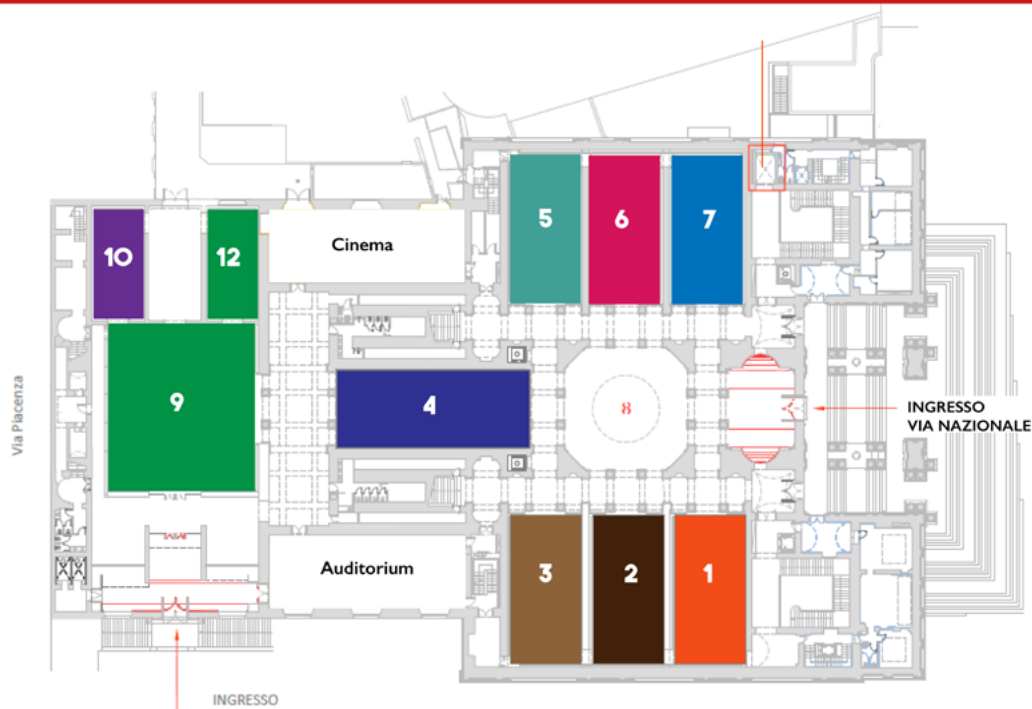 5
6
7
Cinema
10
12
9
4
8
INGRESSO
VIA NAZIONALE
Via Piacenza
Auditorium
3
2
1
INGRESSO